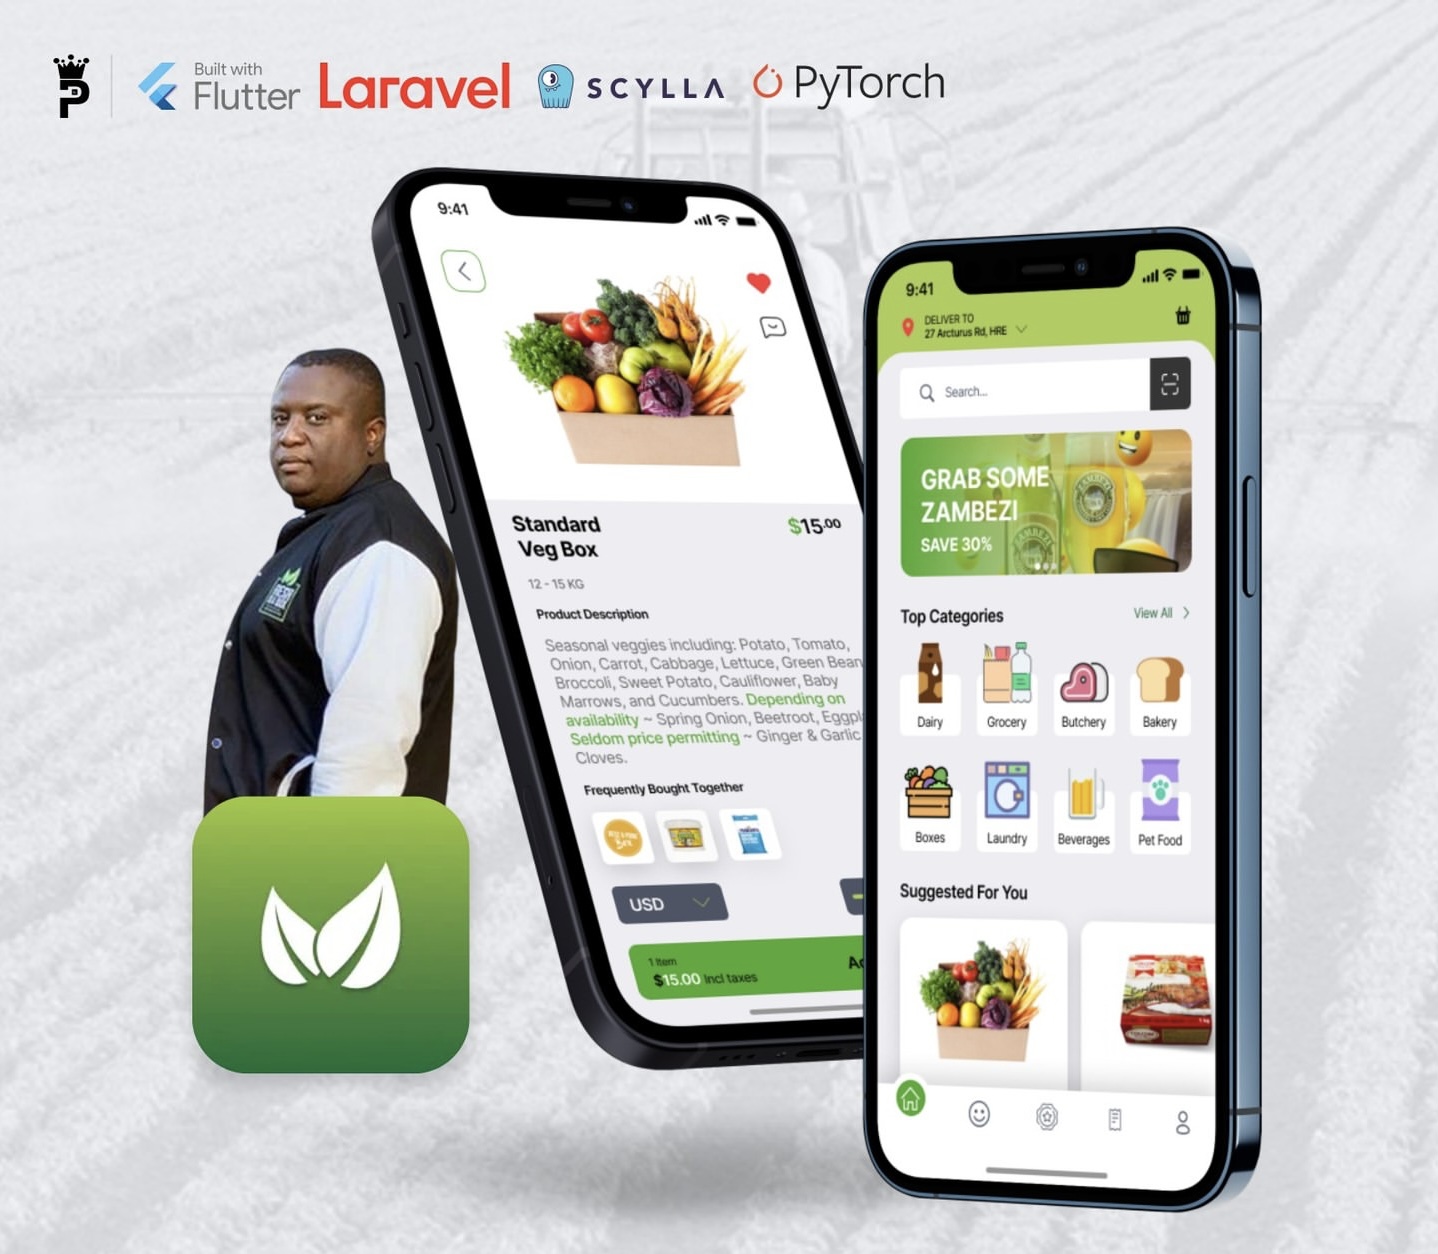 Built with
Flutter
Laravel
SCYLLA
PyTorch
9:41
Standard
Veg Box
$15.00
12 - 15 KG
Product Description
Seasonal veggies including: Potato, Tomato,
Onion, Carrot, Cabbage, Lettuce, Green Bean
Broccoli, Sweet Potato, Cauliflower, Baby
Marrows, and Cucumbers. Depending on
availability ~ Spring Onion, Beetroot, Eggpl
Seldom price permitting ~ Ginger & Garlic
Cloves.
Frequently Bought Together
USD
1 Item
$15.00 Incl taxes
9:41
DELIVER TO
27 Arcturus Rd, HRE
Search...
GRAB SOME
ZAMBEZI
SAVE 30%
Top Categories
View All
Dairy
Grocery
Butchery
Bakery
Boxes
Laundry
Beverages
Pet Food
Suggested For You